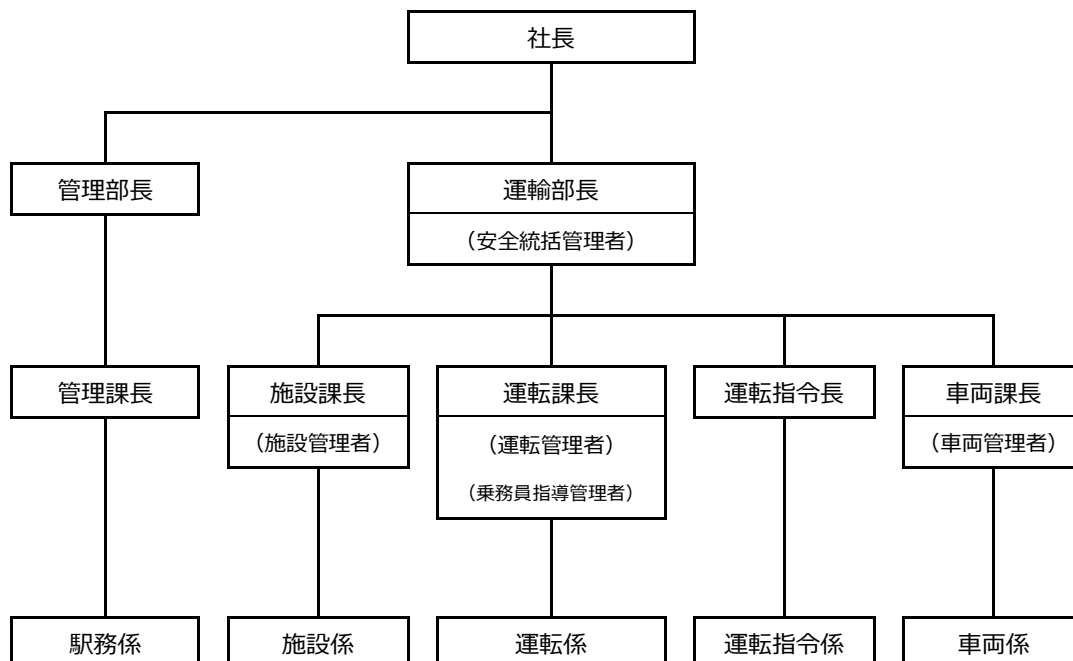 社長
管理部長
運輸部長
（安全統括管理者）
管理課長
施設課長
（施設管理者）
運転課長
（運転管理者）
（乗務員指導管理者）
運転指令長
車両課長
（車両管理者）
駅務係
施設係
運転係
運転指令係
車両係